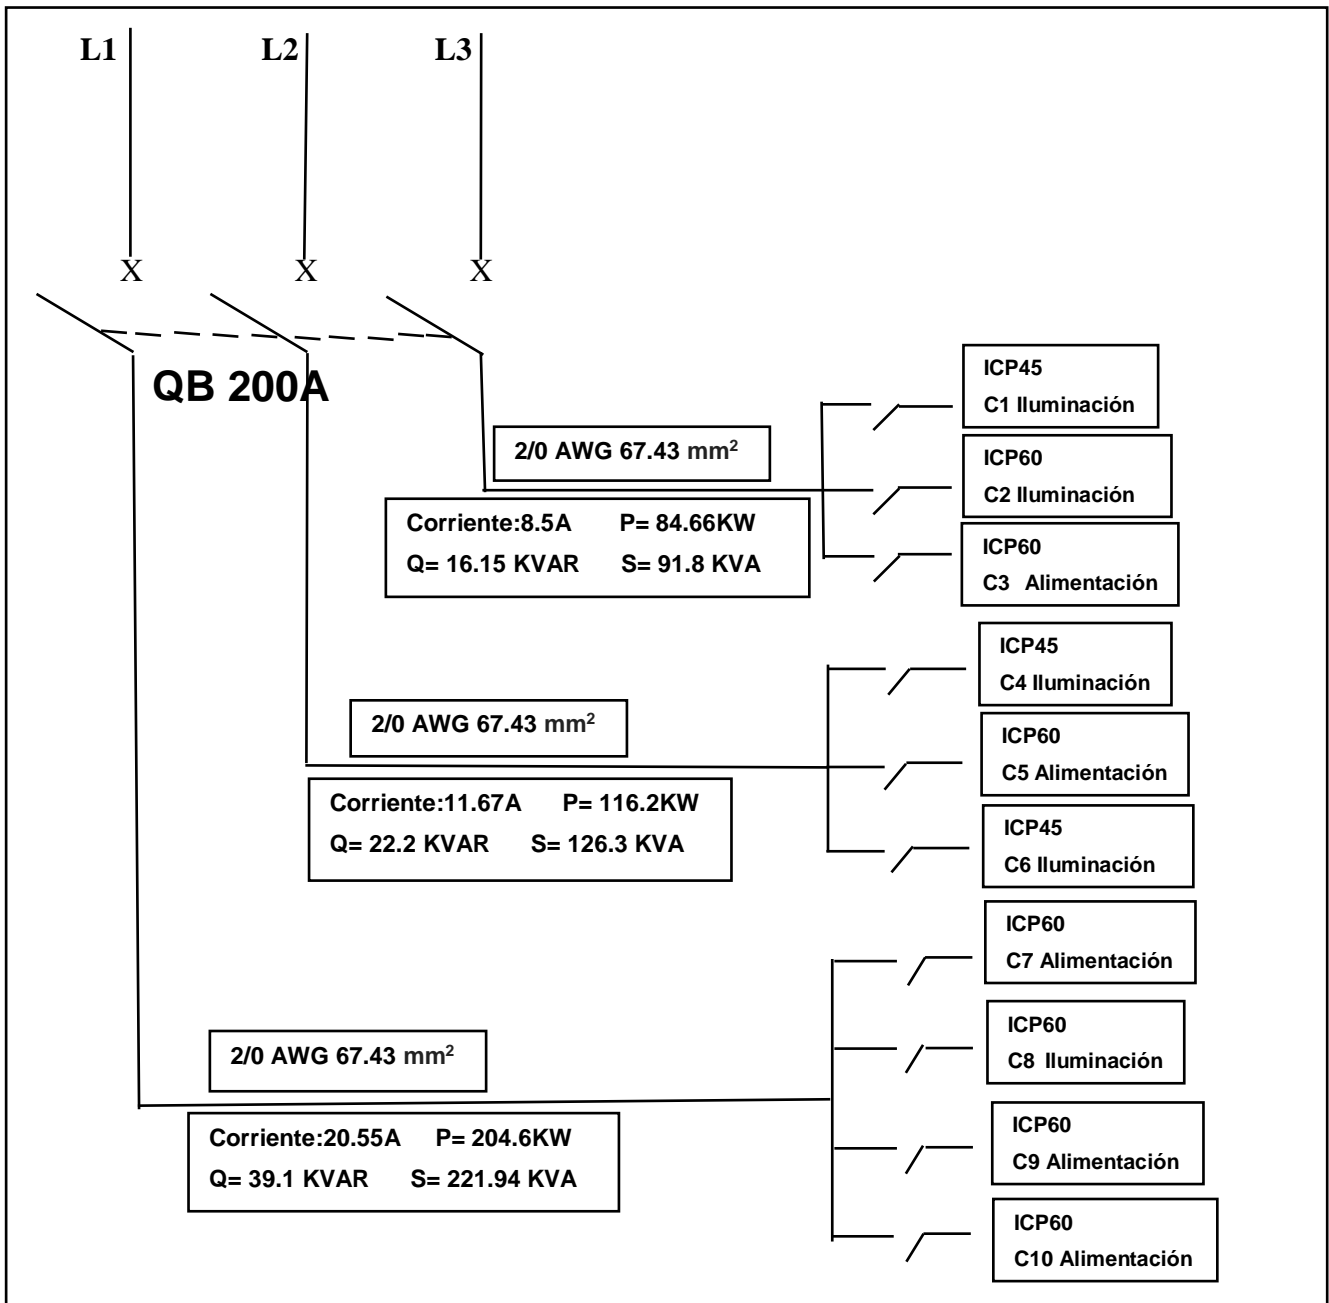 L1 L2 L3
X X X
QB 200A
2/0 AWG 67.43 mm²
Corriente:8.5A P= 84.66KW
Q= 16.15 KVAR S= 91.8 KVA
ICP45
C1 Iluminación
ICP60
C2 Iluminación
ICP60
C3 Alimentación
2/0 AWG 67.43 mm²
Corriente:11.67A P= 116.2KW
Q= 22.2 KVAR S= 126.3 KVA
ICP45
C4 Iluminación
ICP60
C5 Alimentación
ICP45
C6 Iluminación
2/0 AWG 67.43 mm²
Corriente:20.55A P= 204.6KW
Q= 39.1 KVAR S= 221.94 KVA
ICP60
C7 Alimentación
ICP60
C8 Iluminación
ICP60
C9 Alimentación
ICP60
C10 Alimentación